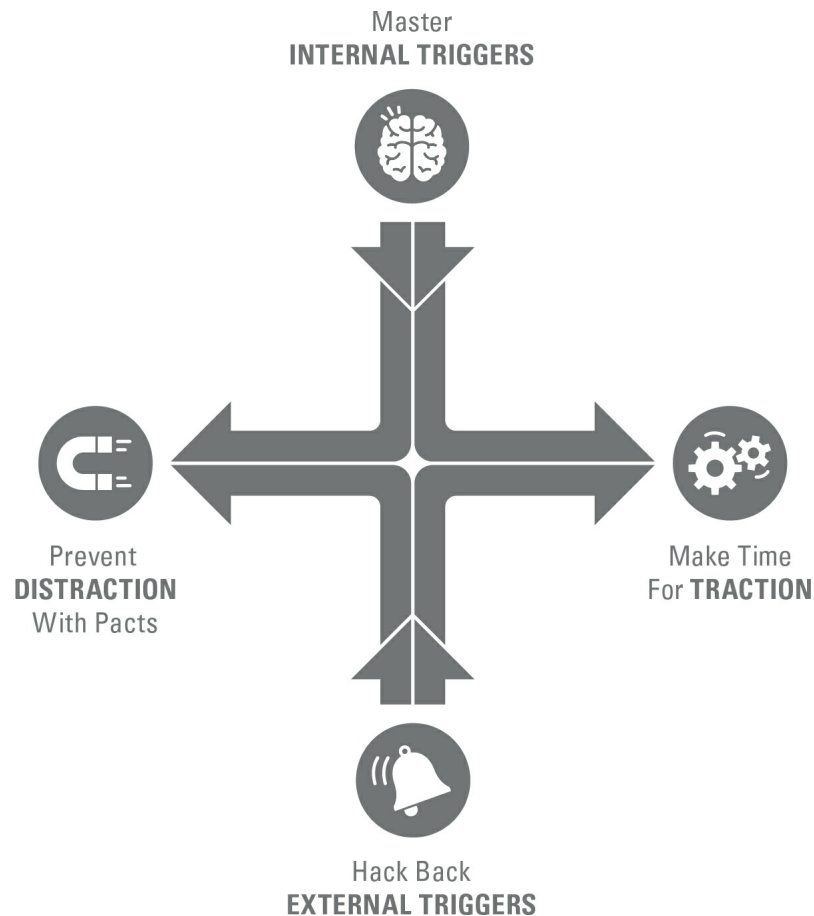 Master
INTERNAL TRIGGERS
Prevent
DISTRACTION
With Pacts
Make Time
For TRACTION
Hack Back
EXTERNAL TRIGGERS